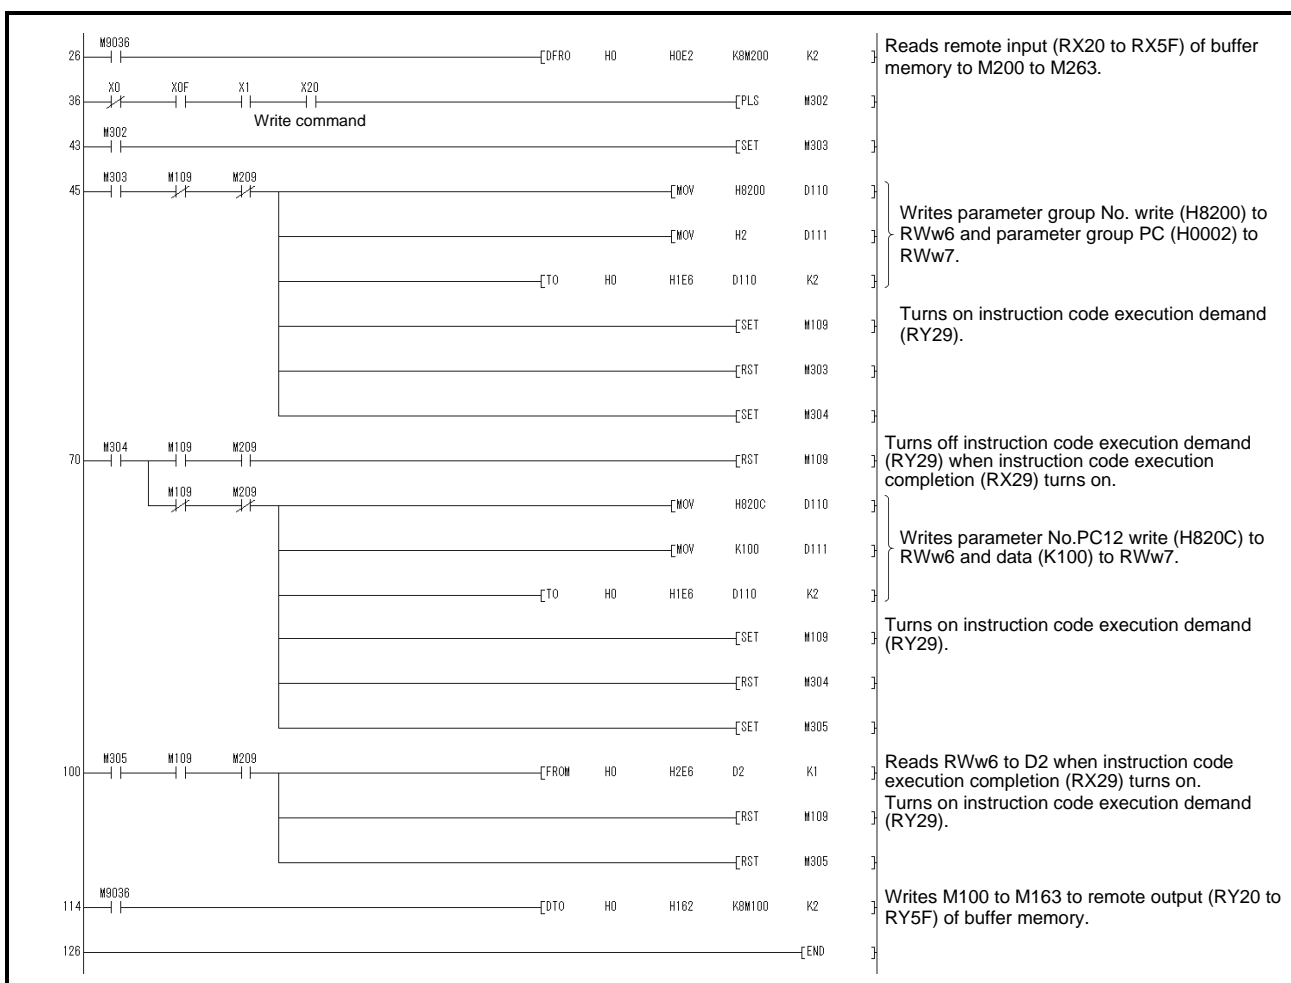 M9036
26 DFRO H0 H0E2 K8M200 K2
Reads remote input (RX20 to RX5F) of buffer
memory to M200 to M263.
X0 X0F X1 X20
36 PLS M302
Write command
M302
43 SET M303
M303 M109 M209
45 MOV H8200 D110
MOV H2 D111
TO H0 H1E6 D110 K2
Writes parameter group No. write (H8200) to
RWw6 and parameter group PC (H0002) to
RWw7.
SET M109
Turns on instruction code execution demand
(RY29).
RST M303
SET M304
M304 M109 M209
70 RST M109
Turns off instruction code execution demand
(RY29) when instruction code execution
completion (RX29) turns on.
M109 M209
MOV H820C D110
MOV K100 D111
TO H0 H1E6 D110 K2
Writes parameter No.PC12 write (H820C) to
RWw6 and data (K100) to RWw7.
SET M109
Turns on instruction code execution demand
(RY29).
RST M304
SET M305
M305 M109 M209
100 FROM H0 H2E6 D2 K1
Reads RWw6 to D2 when instruction code
execution completion (RX29) turns on.
RST M109
Turns on instruction code execution demand
(RY29).
RST M305
M9036
114 DTO H0 H162 K8M100 K2
Writes M100 to M163 to remote output (RY20 to
RY5F) of buffer memory.
126 END